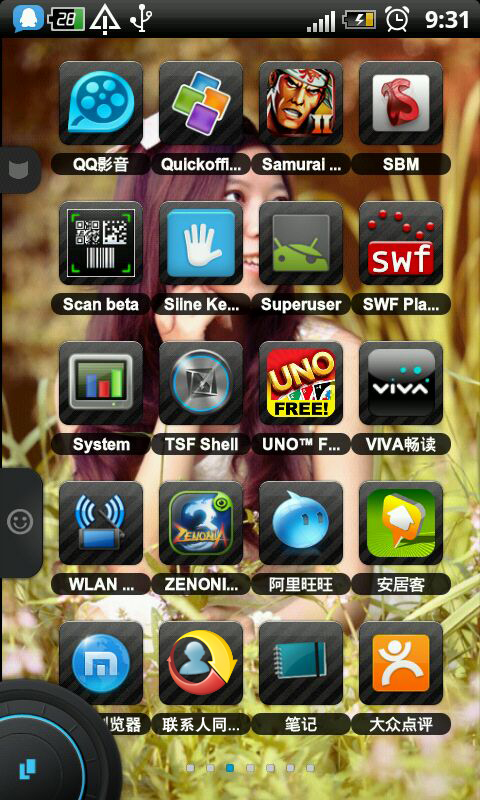 28 9:31
QQ影音 Quickoffi... Samurai ... SBM
II S
Scan beta Sline Ke... Superuser SWF Pla...
swf
System TSF Shell UNO™ F... VIVA畅读
UNO FREE! VIVA
WLAN ... ZENONI... 阿里旺旺 安居客
3 ZENONIA
浏览器 联系人同... 笔记 大众点评
m